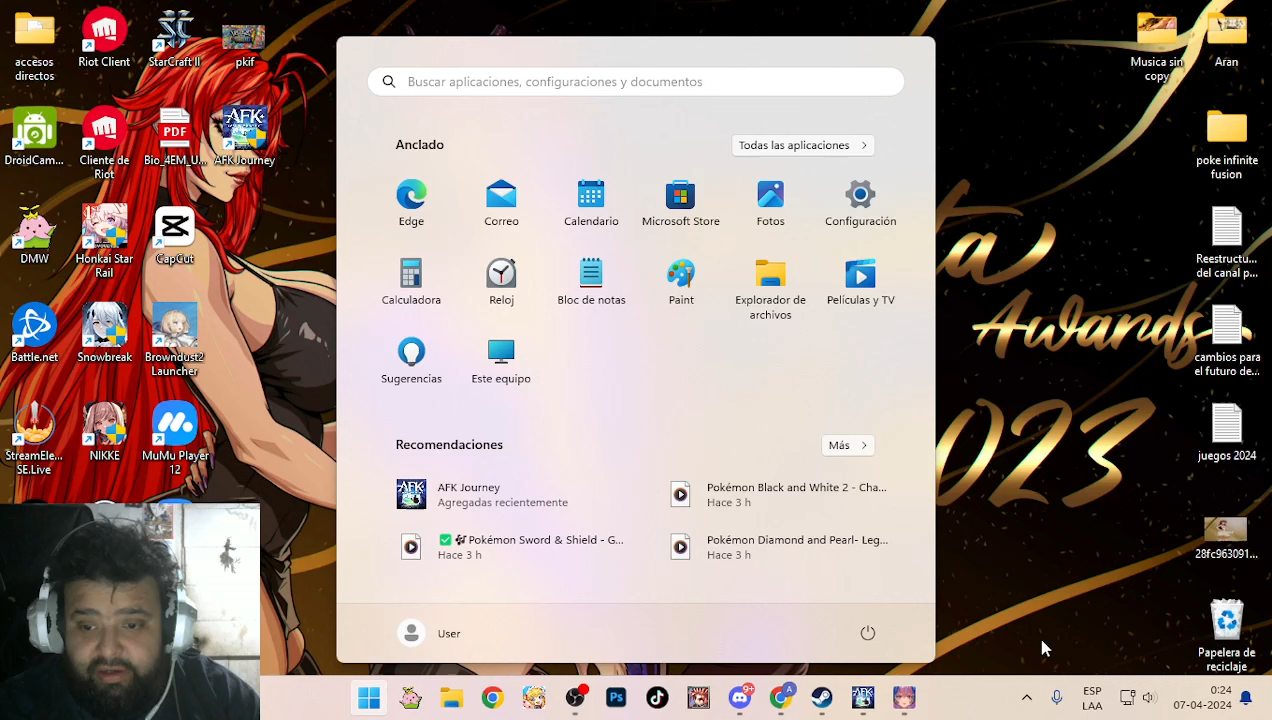 accesos
directos
Riot Client
StarCraft II
pkif
DroidCam...
Cliente de
Riot
PDF
Bio_4EM_U...
AFK
AFKJourney
DMW
Honkai Star
Rail
CapCut
Battle.net
Snowbreak
Browndust2
Launcher
StreamEle...
SE.Live
NIKKE
MuMu Player
12
Buscar aplicaciones, configuraciones y documentos
Anclado
Todas las aplicaciones
Edge
Correo
Calendario
Microsoft Store
Fotos
Configuración
Calculadora
Reloj
Bloc de notas
Paint
Explorador de
archivos
Películas y TV
Sugerencias
Este equipo
Recomendaciones
Más
AFK Journey
Agregadas recientemente
Pokémon Black and White 2 - Cha...
Hace 3 h
Pokémon Sword & Shield - G...
Hace 3 h
Pokémon Diamond and Pearl- Leg...
Hace 3 h
User
Musica sin
copy
Aran
poke infinite
fusion
Reestructu...
del canal p...
cambios para
el futuro de...
juegos 2024
28fc963091...
Papelera de
reciclaje
ta
Awards
2023
Ps
9+
A
AFK
ESP
LAA
0:24
07-04-2024